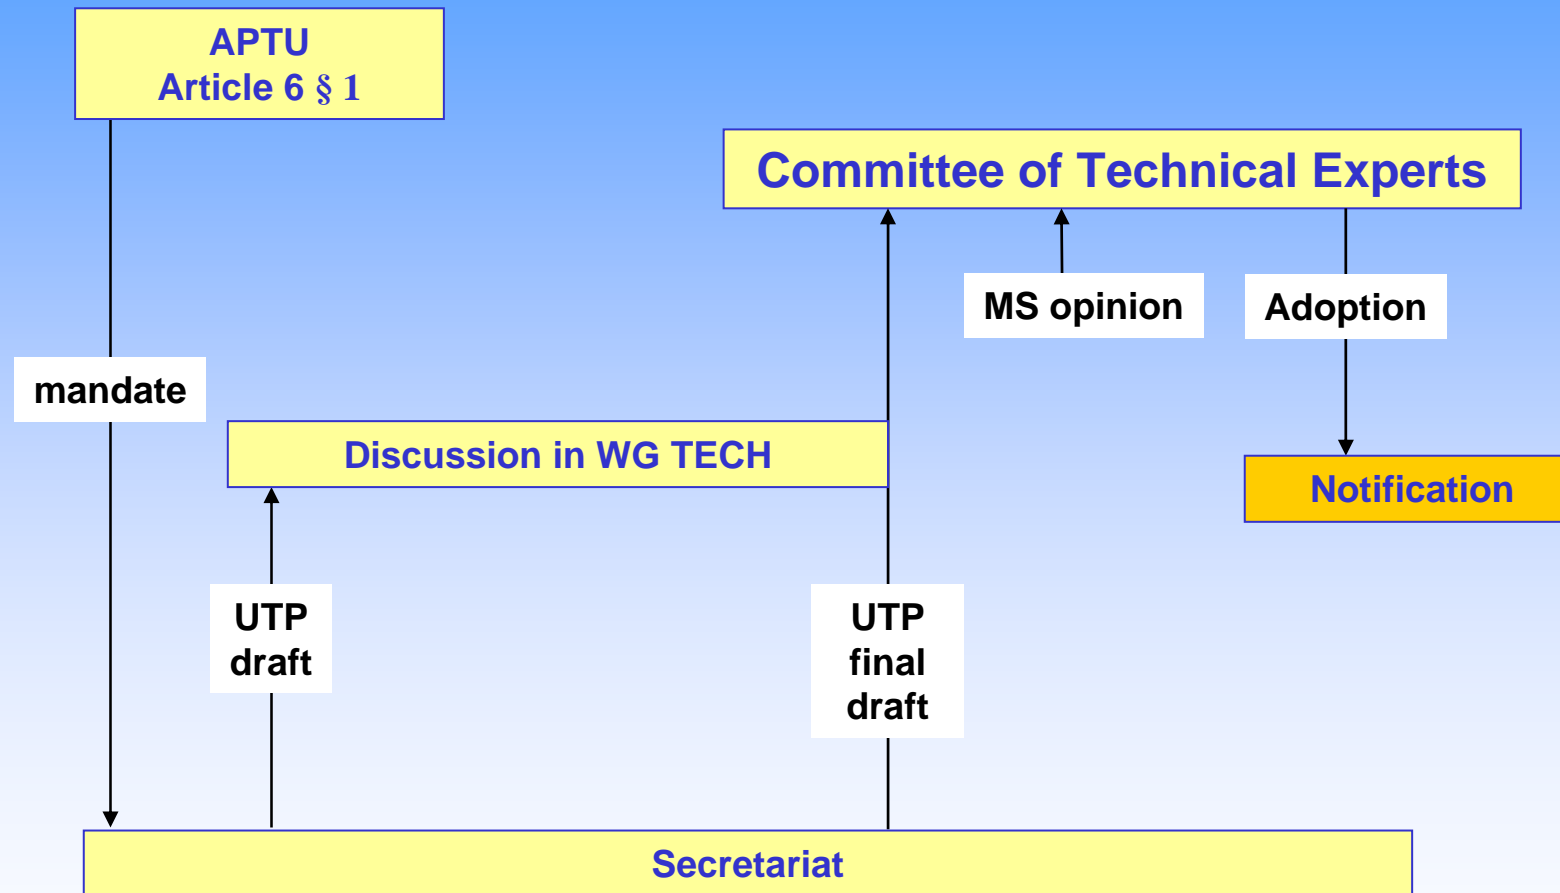 APTU
Article 6 § 1
Committee of Technical Experts
MS opinion
Adoption
mandate
Discussion in WG TECH
Notification
UTP
draft
UTP
final
draft
Secretariat